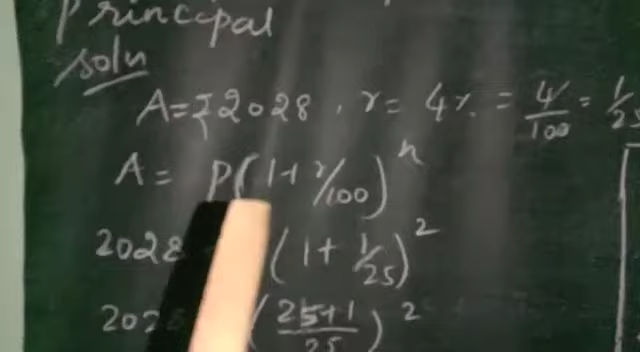 Principal
Soln
A=₹2028, r= 4%. = 4/100 = 1/25
A= P(1+r/100)^n
2028 (1+1/25)^2
202 (25+1/25)^2